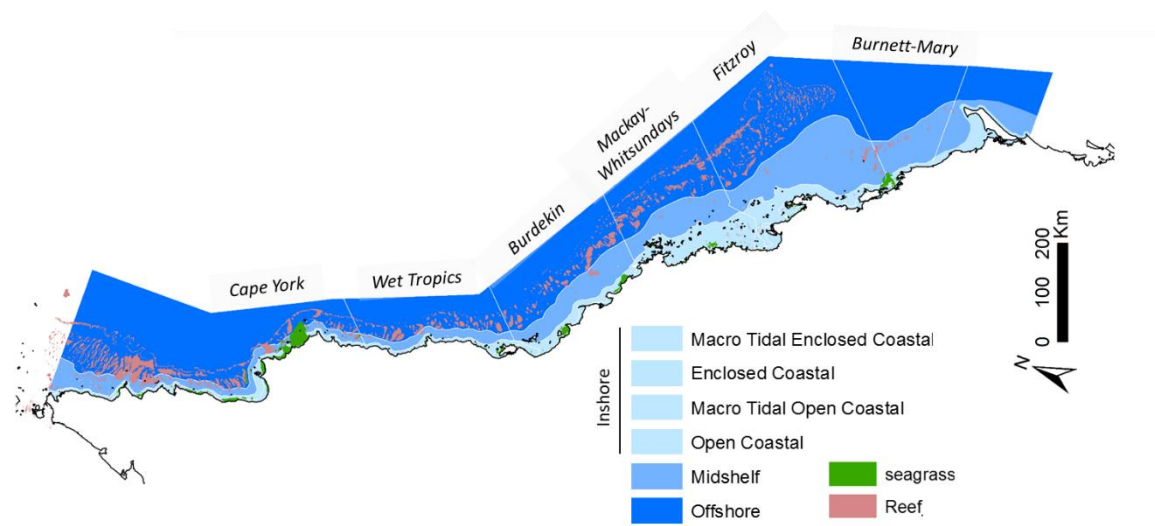 Burnett-Mary
Fitzroy
Mackay-
Whitsundays
Burdekin
Wet Tropics
Cape York
Inshore
Macro Tidal Enclosed Coastal
Enclosed Coastal
Macro Tidal Open Coastal
Open Coastal
Midshelf
Offshore
seagrass
Reef
0 100 200
Km
N